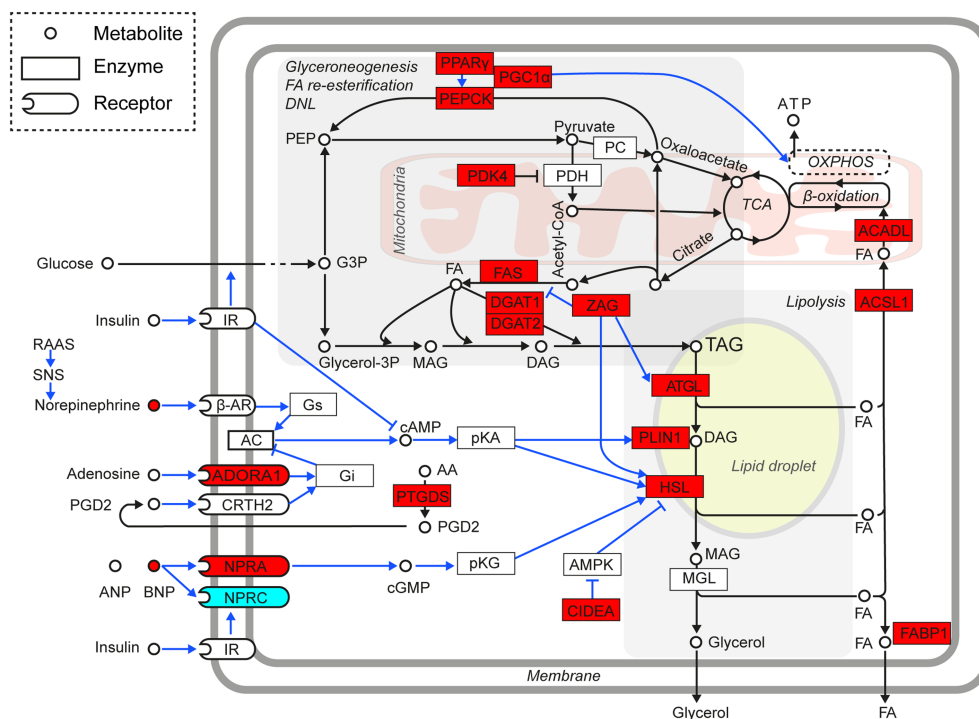 Metabolite
Enzyme
Receptor
Glyceroneogenesis
FA re-esterification
DNL
PPARγ
PGC1α
PEPCK
ATP
PEP
Pyruvate
PC
Oxaloacetate
OXPHOS
PDK4
PDH
Mitochondria
TCA
β-oxidation
Acetyl-CoA
Citrate
ACADL
FA
Glucose
G3P
FA
FAS
DGAT1
DGAT2
ZAG
Lipolysis
ACSL1
Insulin
IR
RAAS
SNS
Glycerol-3P
MAG
DAG
TAG
Norepinephrine
β-AR
Gs
ATGL
FA
AC
cAMP
pKA
PLIN1
DAG
Lipid droplet
Adenosine
ADORA1
Gi
AA
PTGDS
HSL
PGD2
CRTH2
PGD2
FA
ANP
BNP
NPRA
NPRC
cGMP
pKG
AMPK
MAG
MGL
CIDEA
FA
Insulin
IR
Glycerol
FA
FABP1
Membrane
Glycerol
FA